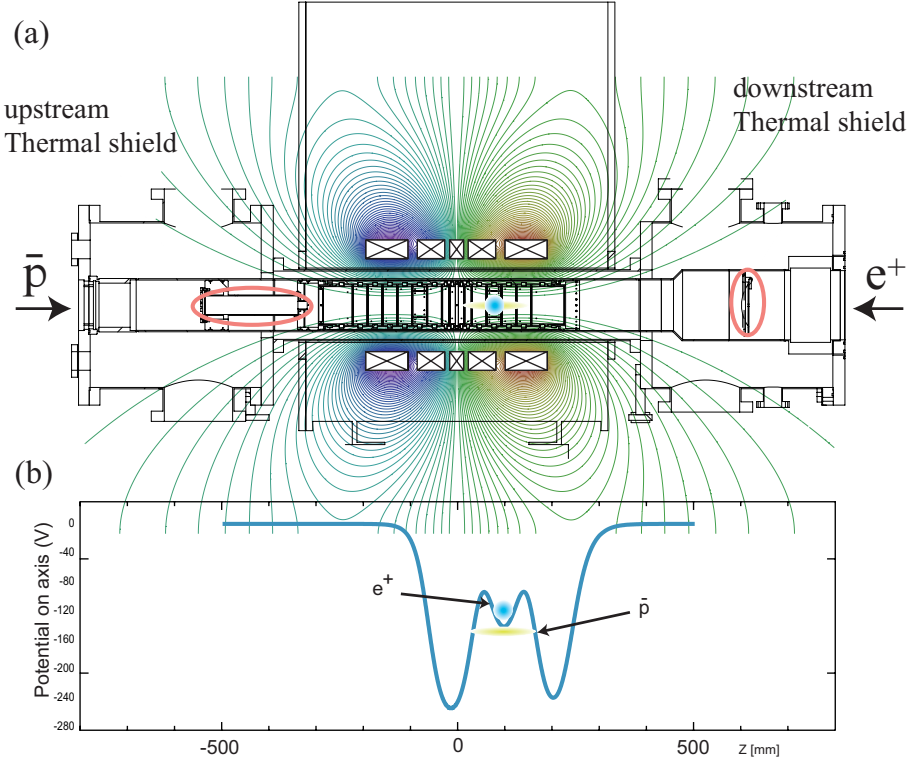 (a)
upstream
Thermal shield
downstream
Thermal shield
p̄
e⁺
(b)
Potential on axis (V)
0
-40
-80
-120
-160
-200
-240
-280
e⁺
p̄
-500
0
500
Z [mm]